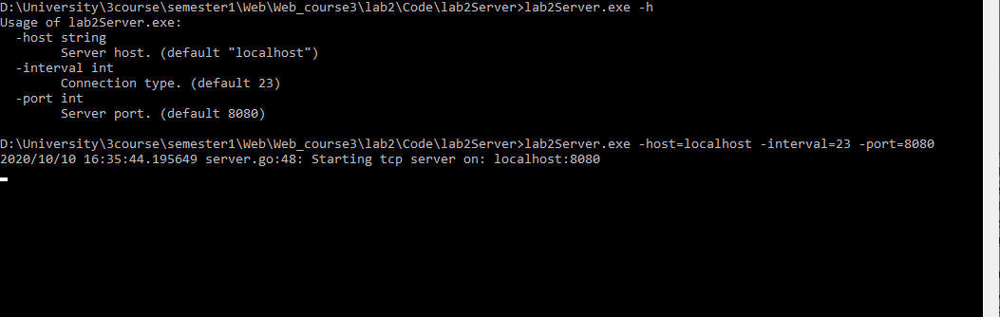 D:\University\3course\semester1\Web\Web_course3\lab2\Code\lab2Server>lab2Server.exe -h
Usage of lab2Server.exe:
  -host string
        Server host. (default "localhost")
  -interval int
        Connection type. (default 23)
  -port int
        Server port. (default 8080)

D:\University\3course\semester1\Web\Web_course3\lab2\Code\lab2Server>lab2Server.exe -host=localhost -interval=23 -port=8080
2020/10/10 16:35:44.195649 server.go:48: Starting tcp server on: localhost:8080